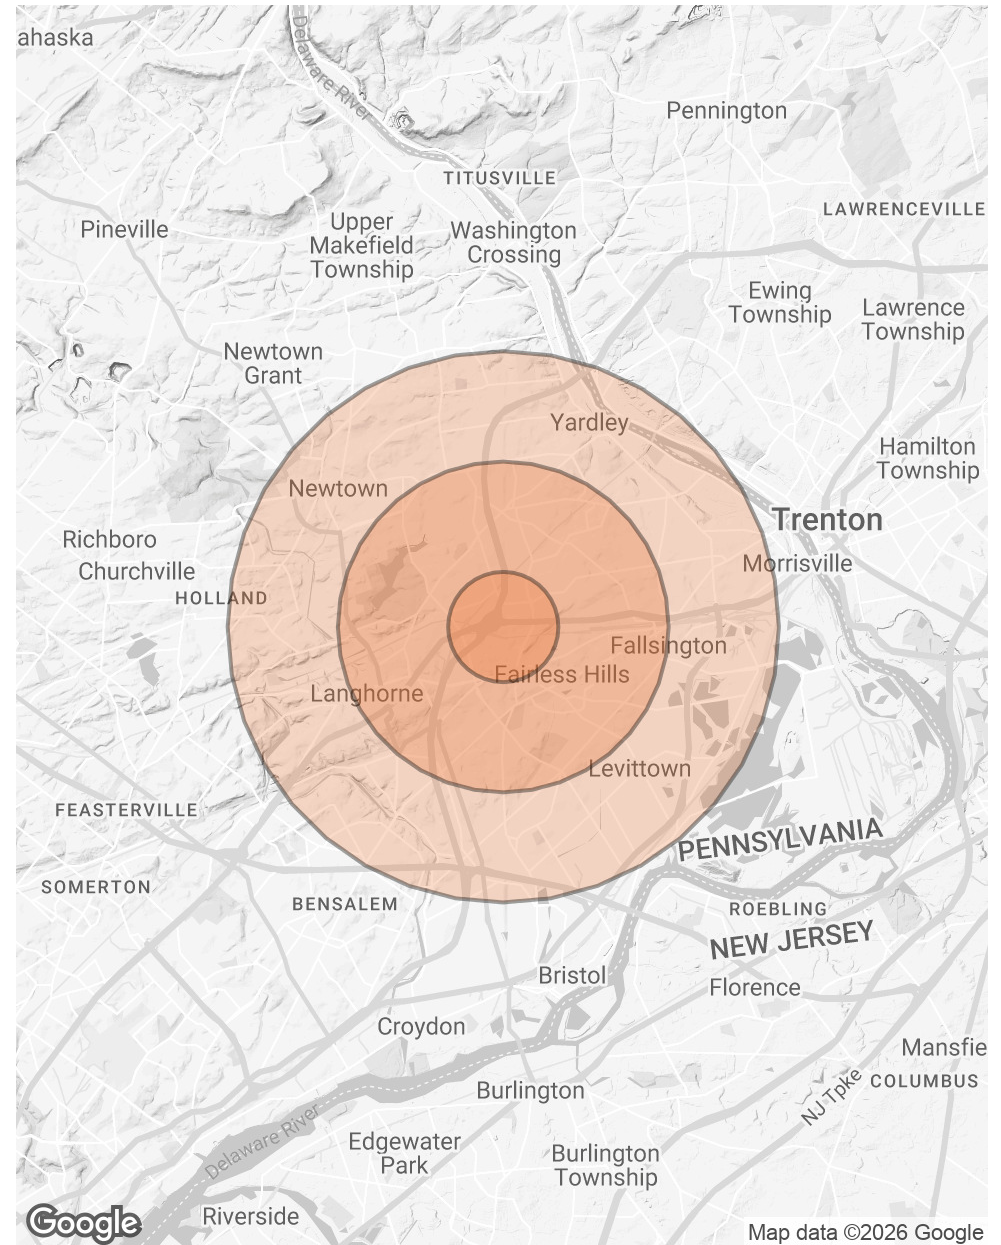 ahaska
Delaware River
Pennington
TITUSVILLE
LAWRENCEVILLE
Pineville
Upper
Makefield
Township
Washington
Crossing
Ewing
Township
Lawrence
Township
Newtown
Grant
Yardley
Hamilton
Township
Newtown
Trenton
Richboro
Churchville
Morrisville
HOLLAND
Fallsington
Fairless Hills
Langhorne
Levittown
FEASTERVILLE
PENNSYLVANIA
SOMERTON
BENSALEM
ROEBLING
NEW JERSEY
Bristol
Florence
Croydon
Mansfie
COLUMBUS
NJ Tpke
Burlington
Delaware River
Edgewater
Park
Burlington
Township
Riverside
Google
Map data ©2026 Google